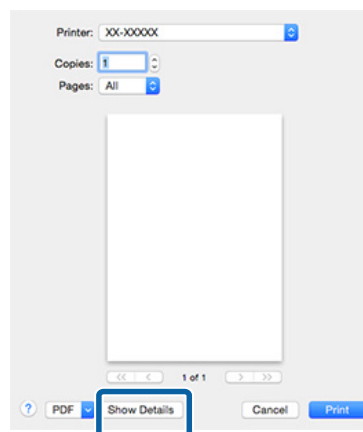 Printer: XX-XXXXX
Copies: 1
Pages: All
<< < 1 of 1 > >>
? PDF Show Details Cancel Print